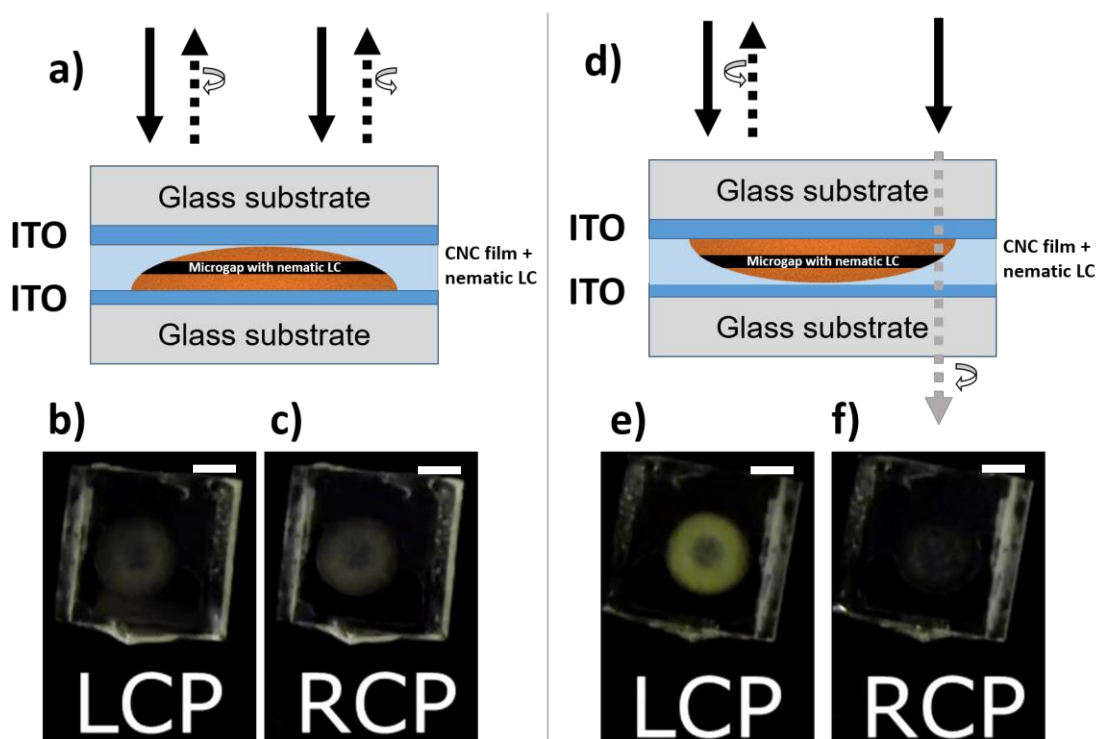 a)
Glass substrate
ITO
Microgap with nematic LC
CNC film +
nematic LC
ITO
Glass substrate
b)
c)
LCP
RCP
d)
Glass substrate
ITO
Microgap with nematic LC
CNC film +
nematic LC
ITO
Glass substrate
e)
f)
LCP
RCP